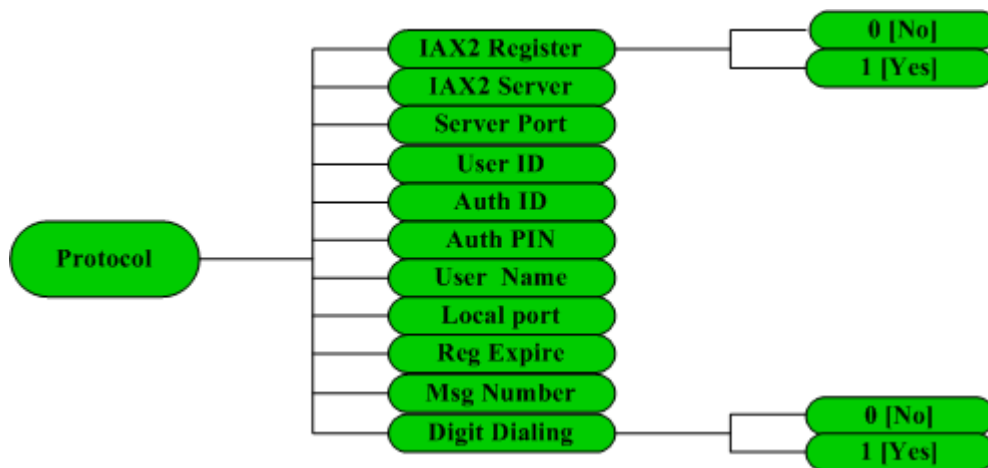 Protocol
IAX2 Register
IAX2 Server
Server Port
User ID
Auth ID
Auth PIN
User Name
Local port
Reg Expire
Msg Number
Digit Dialing
0 [No]
1 [Yes]
0 [No]
1 [Yes]